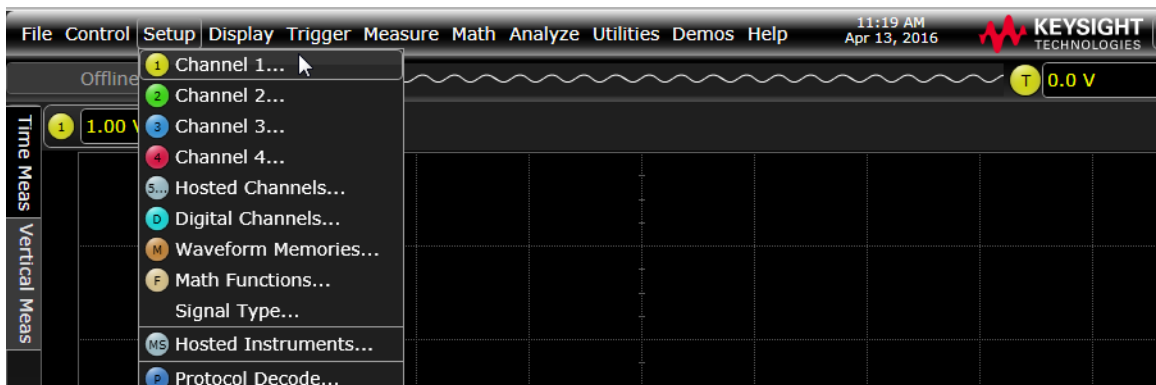 File Control Setup Display Trigger Measure Math Analyze Utilities Demos Help
11:19 AM
Apr 13, 2016
KEYSIGHT
TECHNOLOGIES
Offline
T 0.0 V
1 1.00
Time Meas
Vertical Meas
1 Channel 1...
2 Channel 2...
3 Channel 3...
4 Channel 4...
5... Hosted Channels...
D Digital Channels...
M Waveform Memories...
F Math Functions...
Signal Type...
MS Hosted Instruments...
P Protocol Decode...